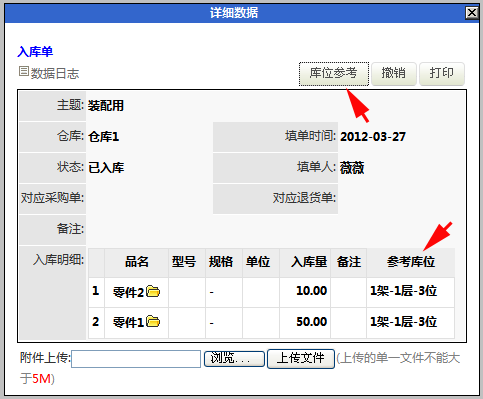 详细数据
入库单
数据日志 库位参考 撤销 打印
主题: 装配用
仓库: 仓库1 填单时间: 2012-03-27
状态: 已入库 填单人: 薇薇
对应采购单: 对应退货单:
备注:
入库明细: 品名 型号 规格 单位 入库量 备注 参考库位
1 零件2 - 10.00 1架-1层-3位
2 零件1 - 50.00 1架-1层-3位
附件上传: 浏览... 上传文件 (上传的单一文件不能大
于5M)